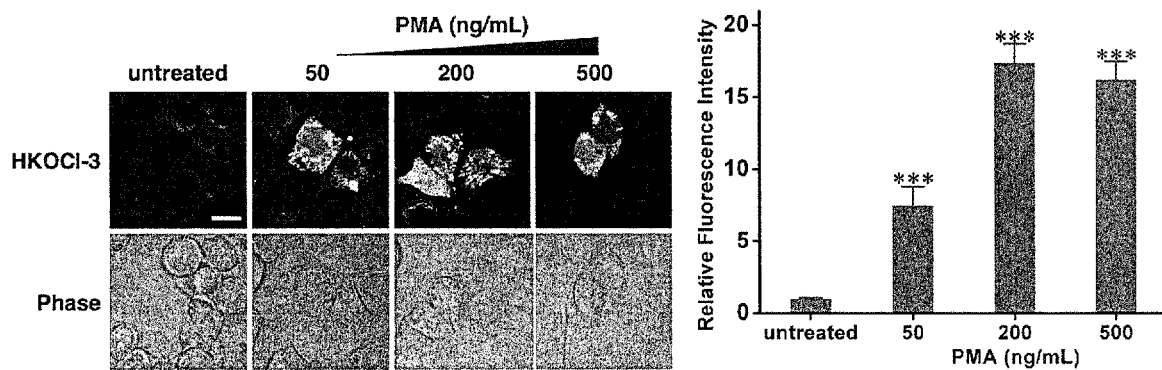 PMA (ng/mL)
untreated 50 200 500
HKOCl-3
Phase
Relative Fluorescence Intensity
20
15
10
5
0
***
***
***
untreated 50 200 500
PMA (ng/mL)